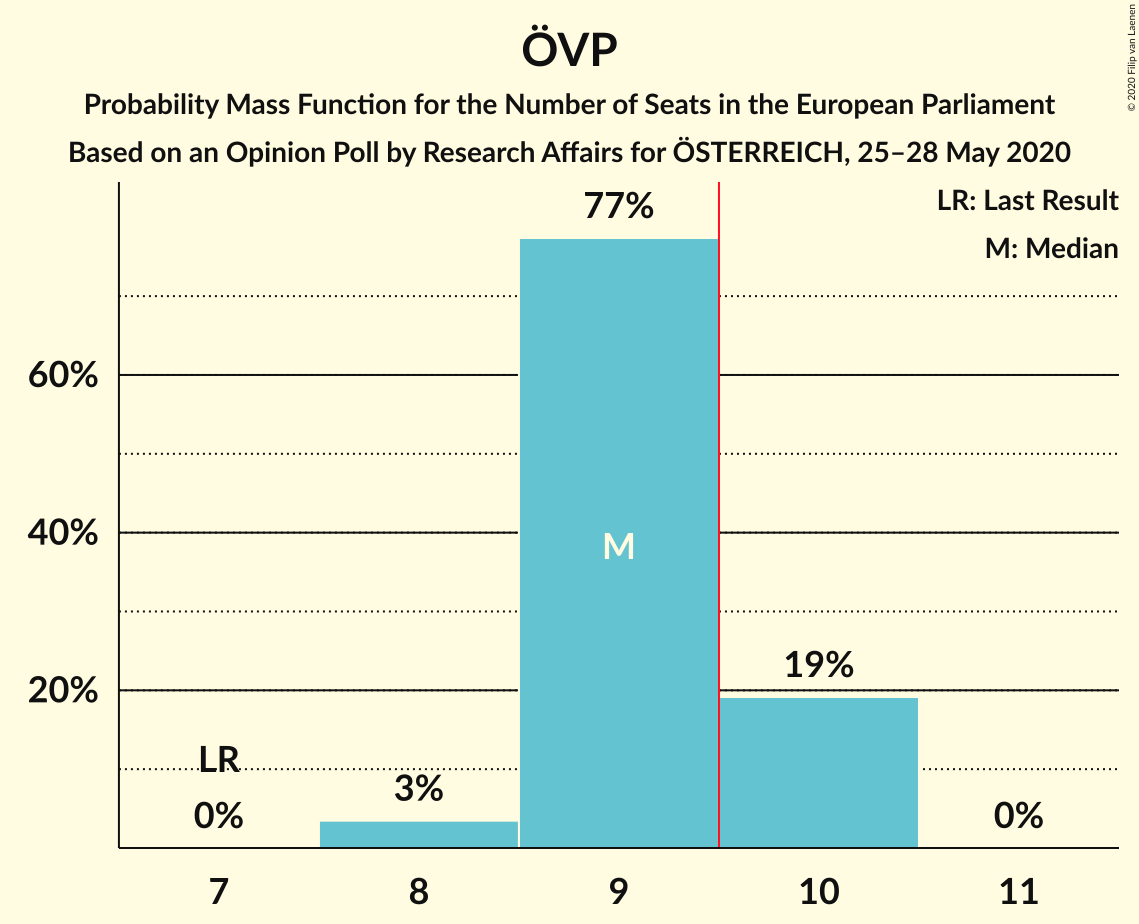 ÖVP
Probability Mass Function for the Number of Seats in the European Parliament
Based on an Opinion Poll by Research Affairs for ÖSTERREICH, 25–28 May 2020
© 2020 Filip van Laenen
LR: Last Result
M: Median
77%
60%
40%
M
19%
20%
LR
3%
0%
0%
7 8 9 10 11